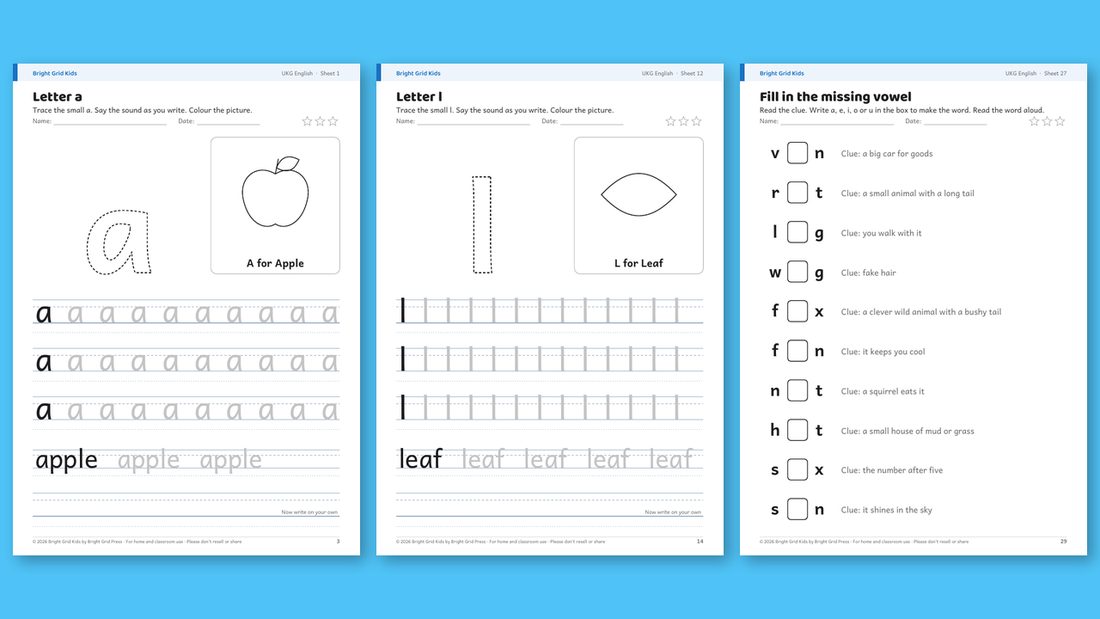 Bright Grid Kids
UKG English · Sheet 1
Letter a
Trace the small a. Say the sound as you write. Colour the picture.
Name:
Date:
a
A for Apple
a a a a a a a a a a
a a a a a a a a a a
a a a a a a a a a a
apple apple apple
Now write on your own
© 2026 Bright Grid Kids by Bright Grid Press · For home and classroom use · Please don't resell or share
3
Bright Grid Kids
UKG English · Sheet 12
Letter l
Trace the small l. Say the sound as you write. Colour the picture.
Name:
Date:
l
L for Leaf
l l l l l l l l l l l l l
l l l l l l l l l l l l l
l l l l l l l l l l l l l
leaf leaf leaf leaf leaf
Now write on your own
© 2026 Bright Grid Kids by Bright Grid Press · For home and classroom use · Please don't resell or share
14
Bright Grid Kids
UKG English · Sheet 27
Fill in the missing vowel
Read the clue. Write a, e, i, o or u in the box to make the word. Read the word aloud.
Name:
Date:
v n Clue: a big car for goods
r t Clue: a small animal with a long tail
l g Clue: you walk with it
w g Clue: fake hair
f x Clue: a clever wild animal with a bushy tail
f n Clue: it keeps you cool
n t Clue: a squirrel eats it
h t Clue: a small house of mud or grass
s x Clue: the number after five
s n Clue: it shines in the sky
© 2026 Bright Grid Kids by Bright Grid Press · For home and classroom use · Please don't resell or share
29